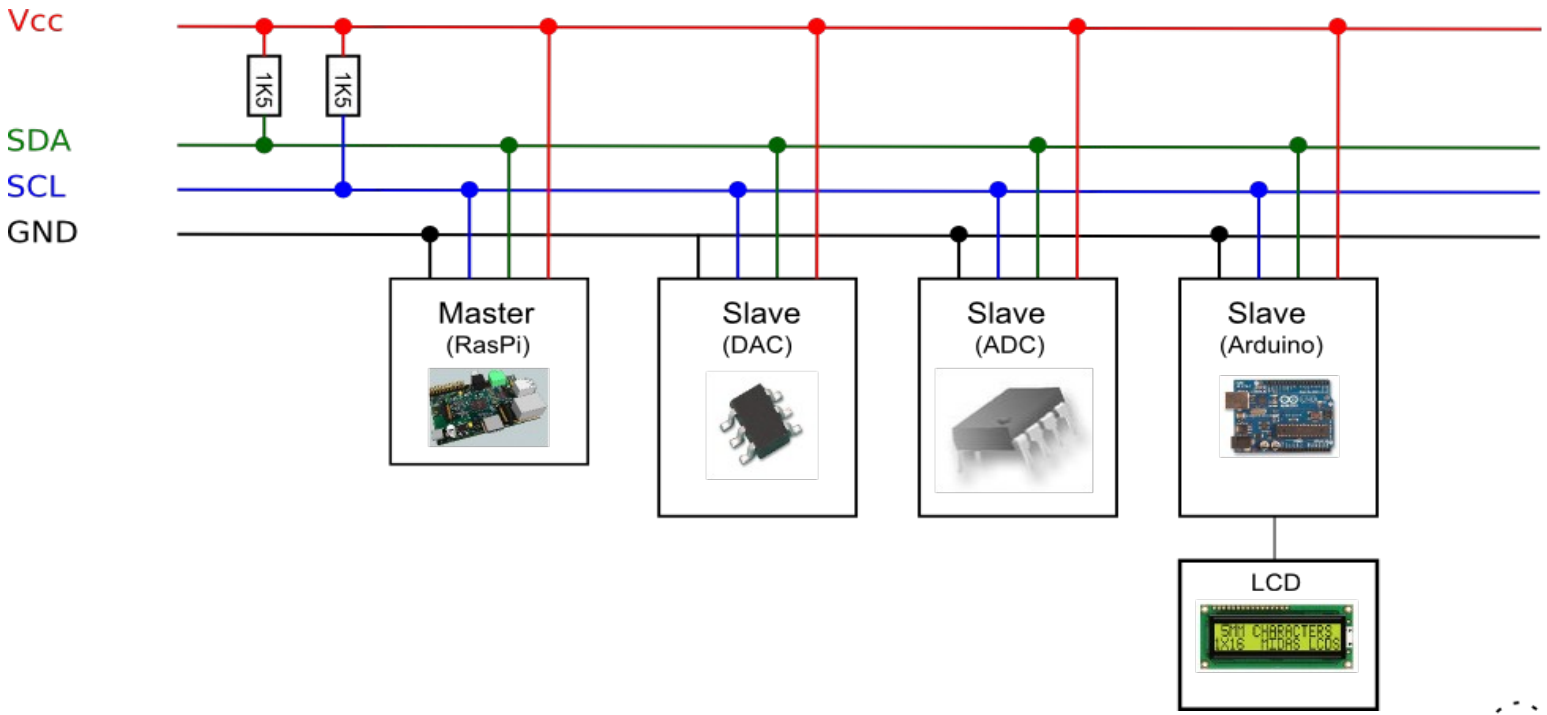 Vcc
1K5
1K5
SDA
SCL
GND
Master
(RasPi)
Slave
(DAC)
Slave
(ADC)
Slave
(Arduino)
LCD
5MM CHARACTERS
1X16 MIDAS LCDS